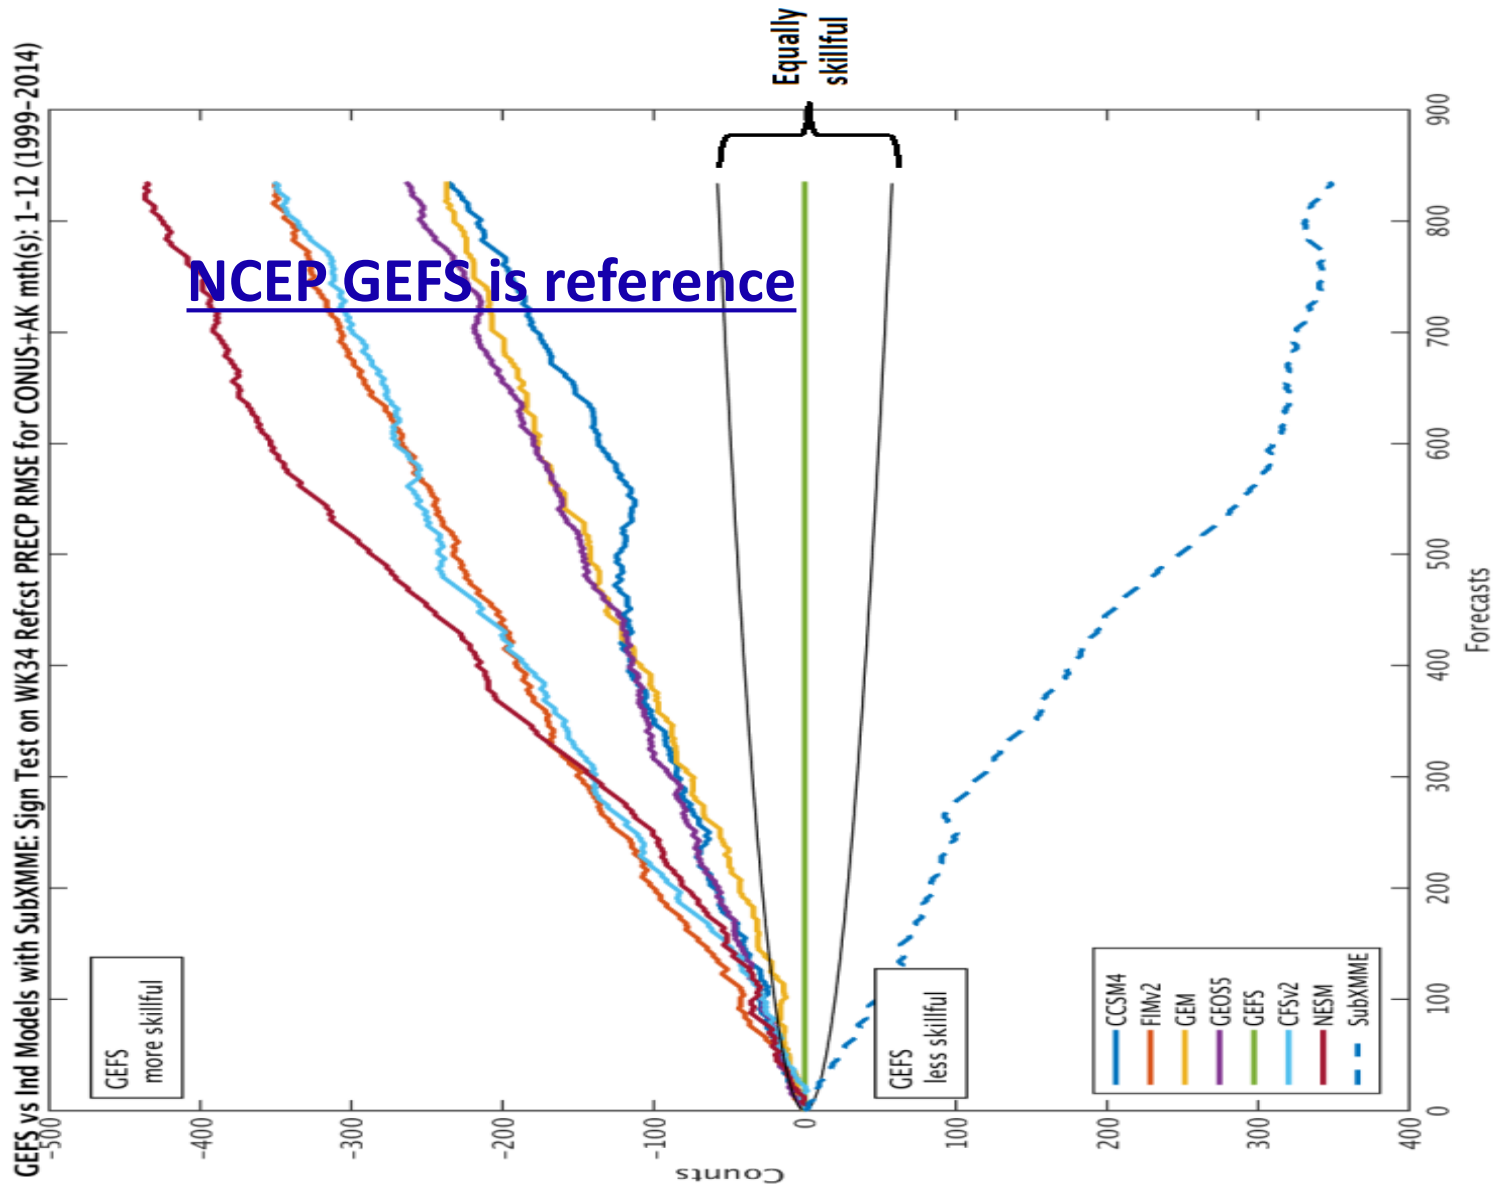 GEFS vs Ind Models with SubXMME: Sign Test on WK34 Refcst PRECP RMSE for CONUS+AK mth(s): 1-12 (1999-2014)
-500
-400
-300
-200
-100
0
100
200
300
400
Counts
0
100
200
300
400
500
600
700
800
900
Forecasts
GEFS
more skillful
NCEP GEFS is reference
Equally
skillful
GEFS
less skillful
CCSM4
FIMv2
GEM
GEOS5
GEFS
CFSv2
NESM
SubXMME